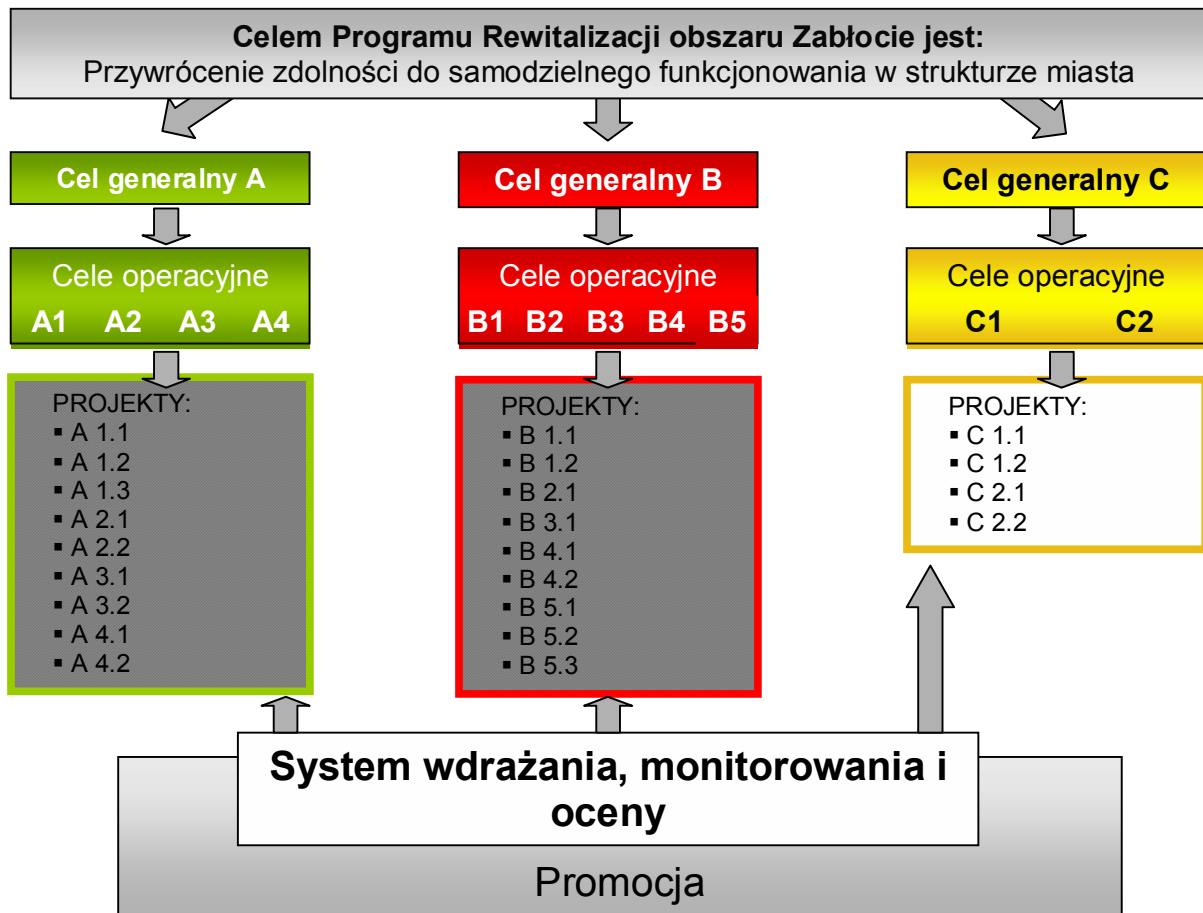 Celem Programu Rewitalizacji obszaru Zabłocie jest:
Przywrócenie zdolności do samodzielnego funkcjonowania w strukturze miasta
Cel generalny A
Cele operacyjne
A1 A2 A3 A4
PROJEKTY:
▪ A 1.1
▪ A 1.2
▪ A 1.3
▪ A 2.1
▪ A 2.2
▪ A 3.1
▪ A 3.2
▪ A 4.1
▪ A 4.2
Cel generalny B
Cele operacyjne
B1 B2 B3 B4 B5
PROJEKTY:
▪ B 1.1
▪ B 1.2
▪ B 2.1
▪ B 3.1
▪ B 4.1
▪ B 4.2
▪ B 5.1
▪ B 5.2
▪ B 5.3
Cel generalny C
Cele operacyjne
C1 C2
PROJEKTY:
▪ C 1.1
▪ C 1.2
▪ C 2.1
▪ C 2.2
System wdrażania, monitorowania i
oceny
Promocja